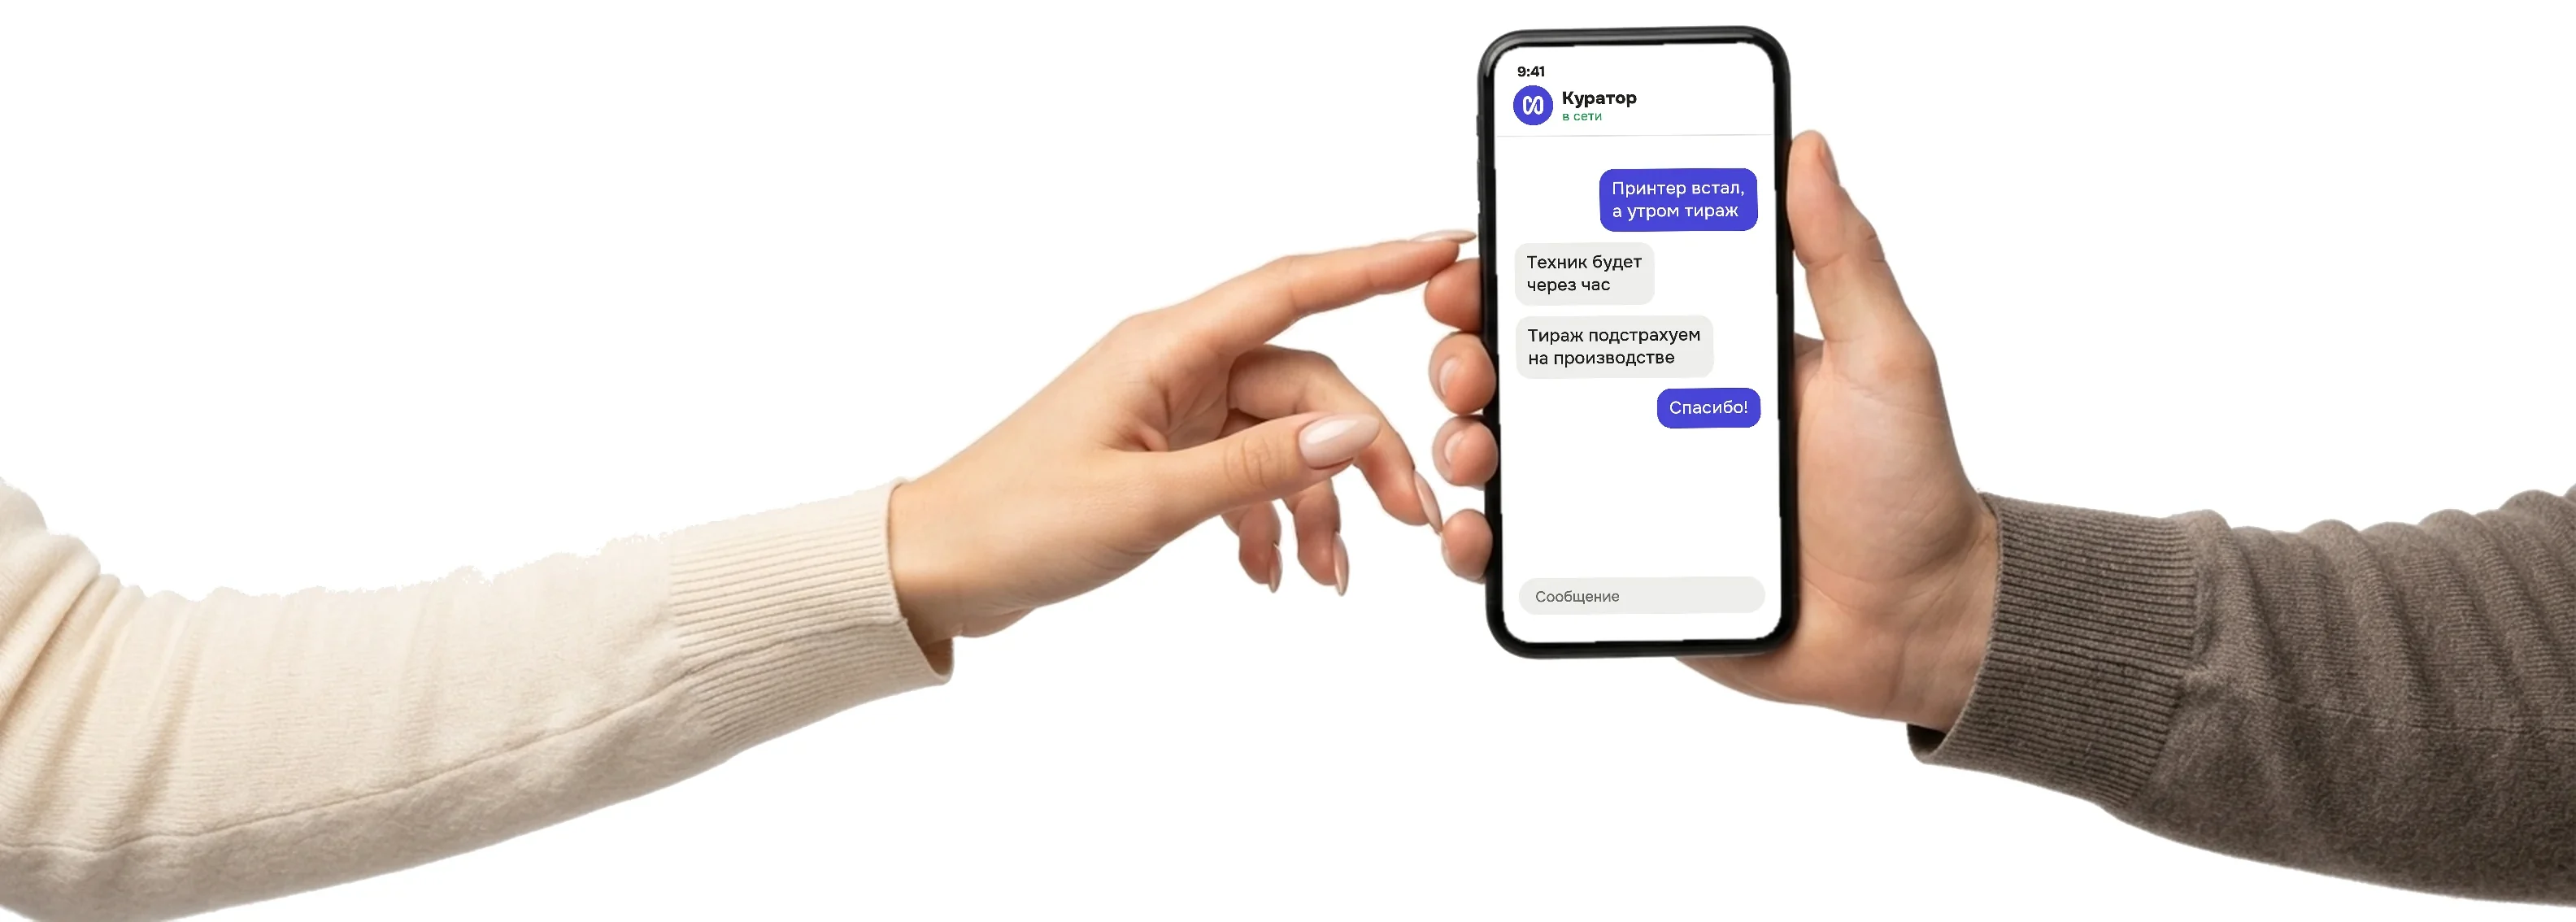 9:41
Куратор
в сети
Принтер встал,
а утром тираж
Техник будет
через час
Тираж подстрахуем
на производстве
Спасибо!
Сообщение